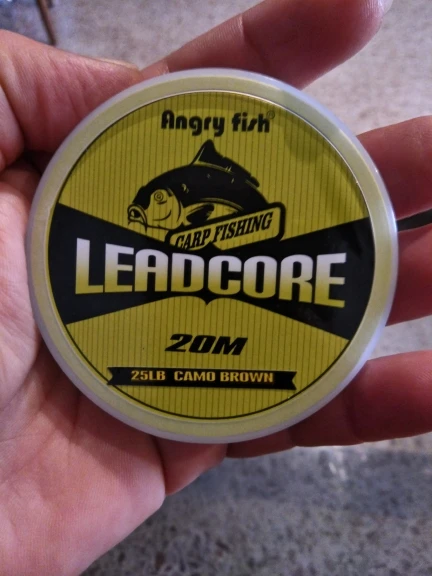 Angry fish®
CARP FISHING
LEADCORE
20M
25LB CAMO BROWN